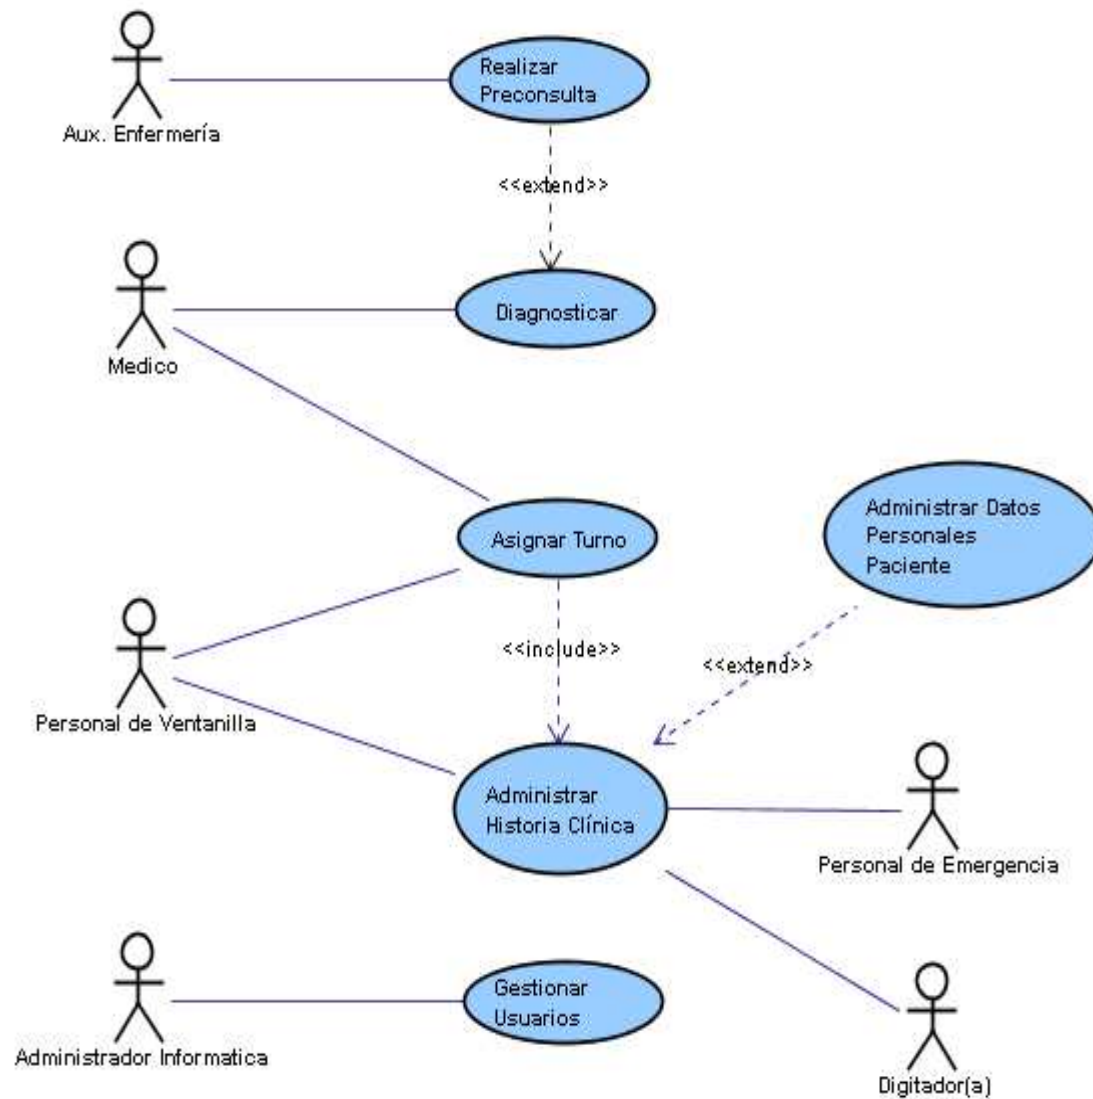 Realizar
Preconsulta
Aux. Enfermería
<<extend>>
Diagnosticar
Medico
Administrar Datos
Personales
Paciente
Asignar Turno
<<include>>
<<extend>>
Personal de Ventanilla
Administrar
Historia Clínica
Personal de Emergencia
Gestionar
Usuarios
Administrador Informatica
Digitador(a)